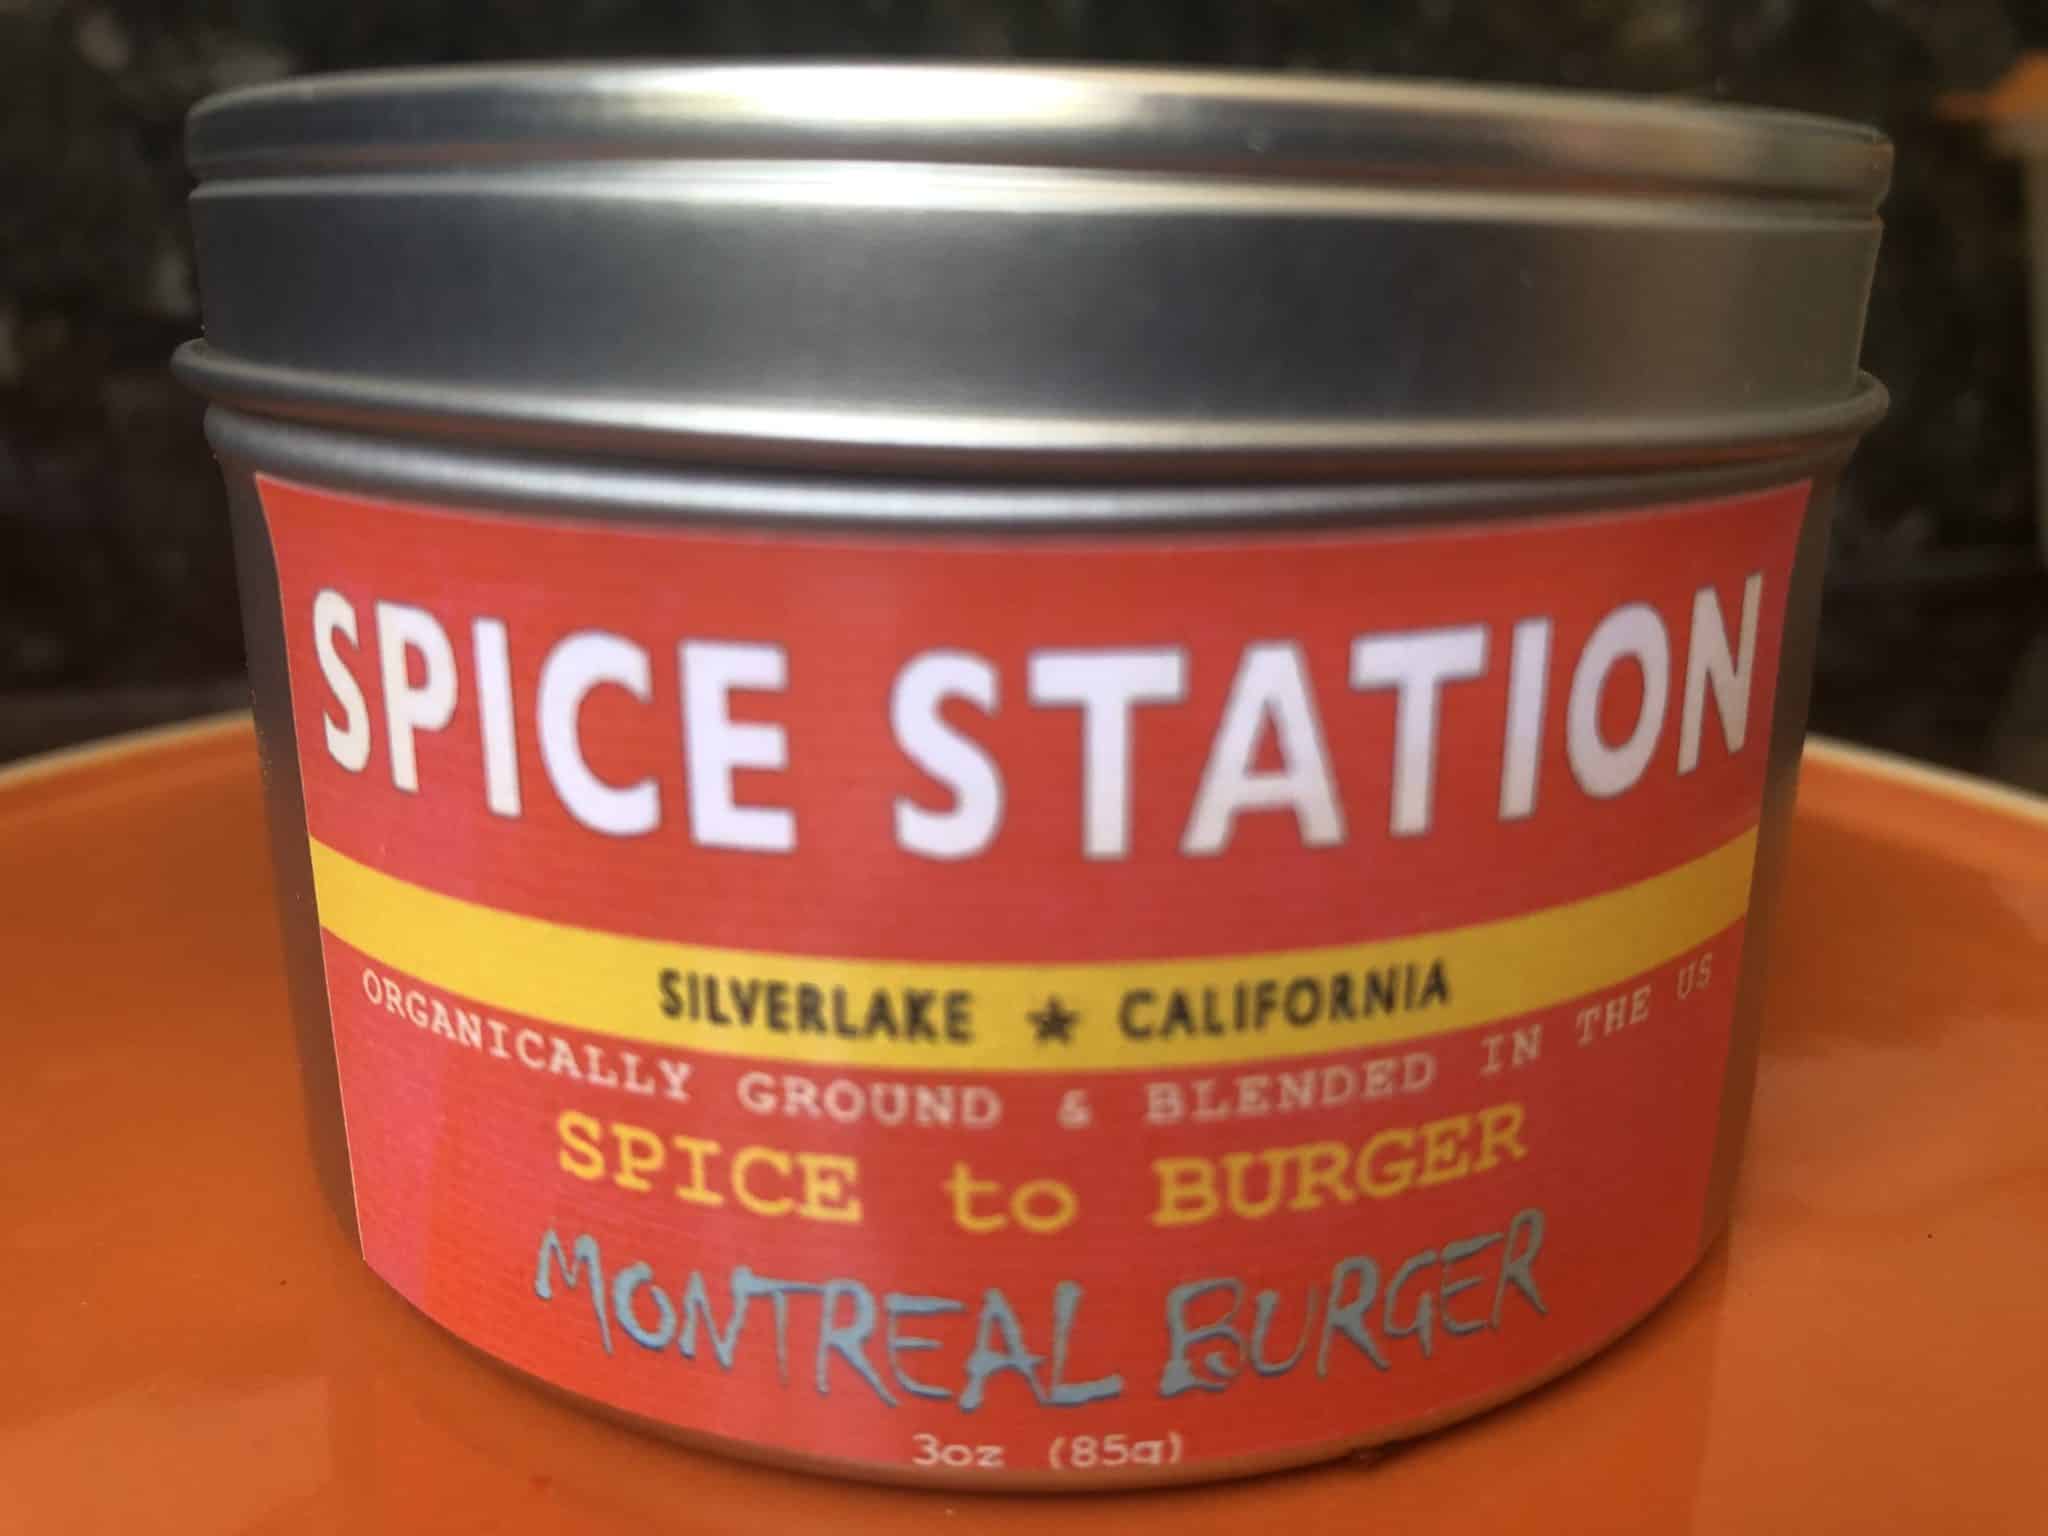 SPICE STATION
SILVERLAKE ★ CALIFORNIA
ORGANICALLY GROUND & BLENDED IN THE US
SPICE to BURGER
MONTREAL BURGER
3oz (85g)